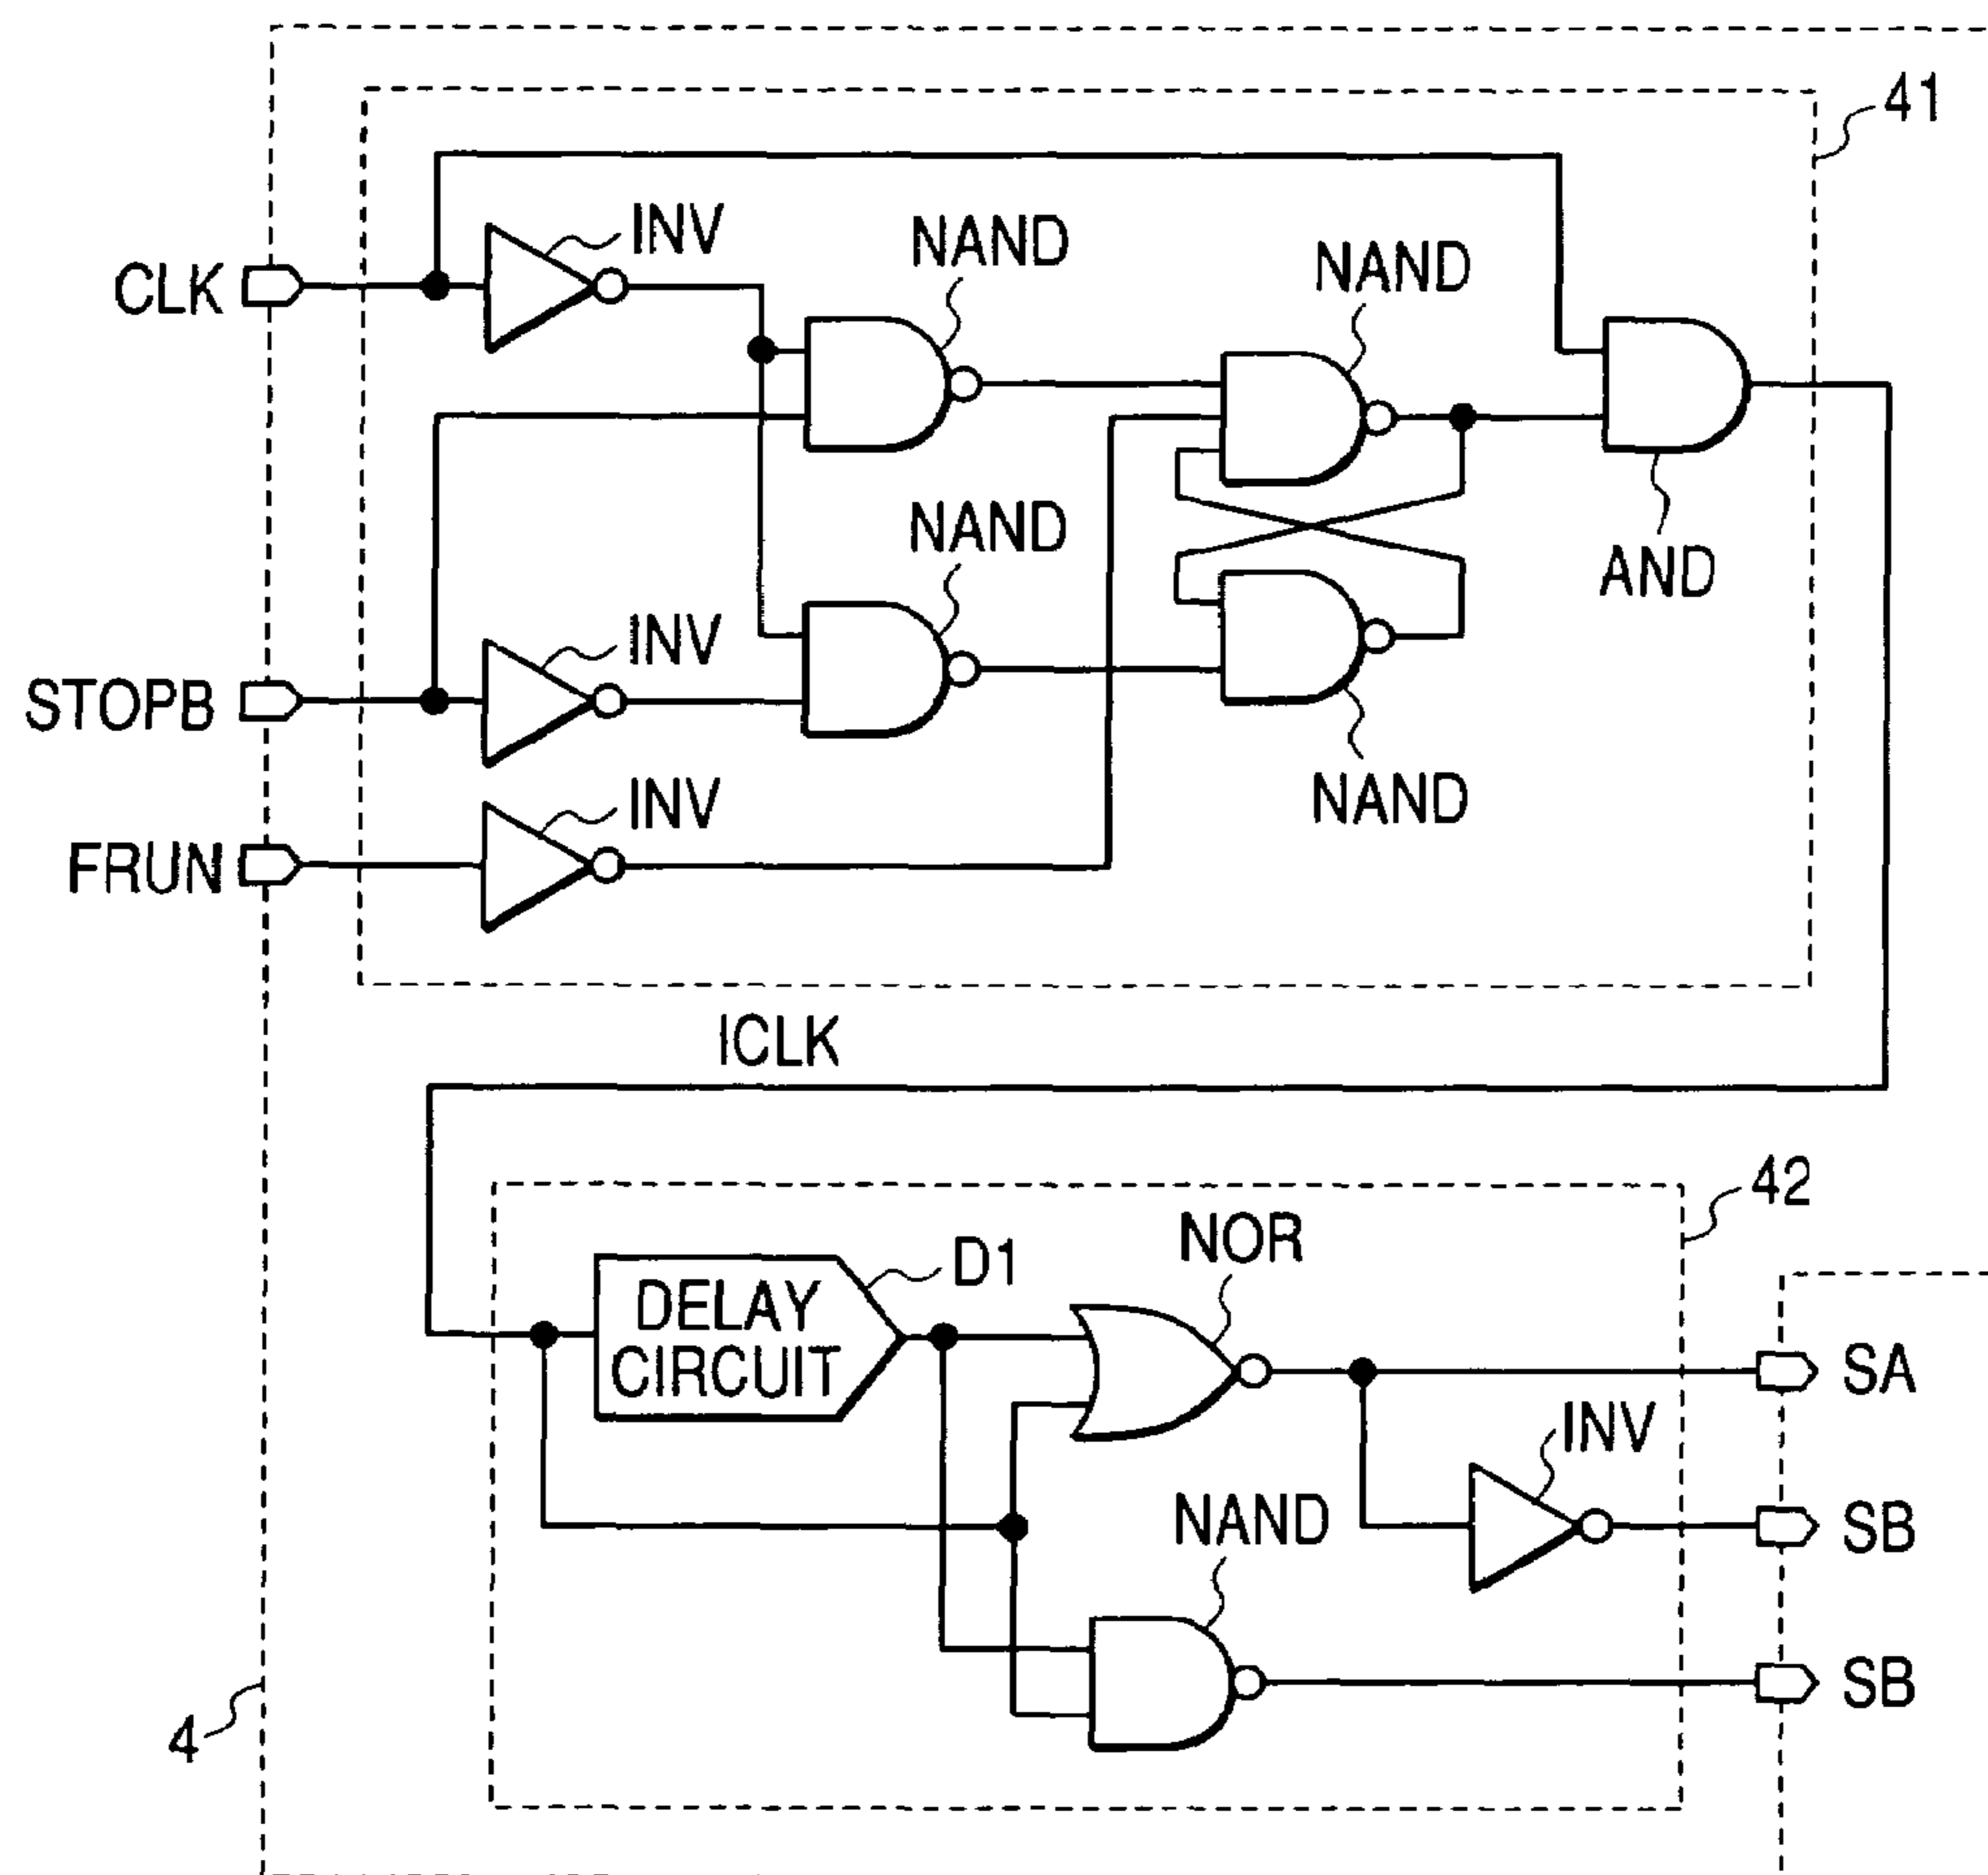 41
INV
NAND
NAND
CLK
NAND
AND
INV
STOPB
INV
NAND
FRUN
ICLK
42
NOR
D1
DELAY
CIRCUIT
SA
INV
NAND
SB
SB
4